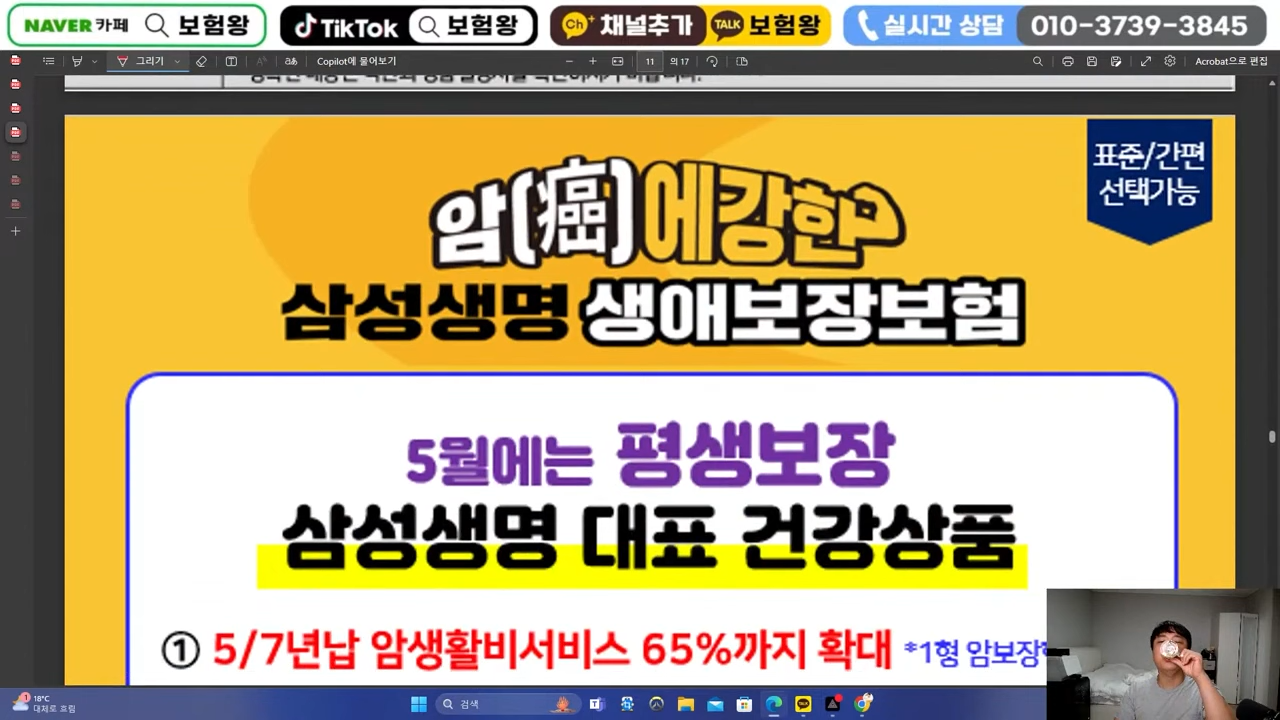 NAVER 카페 보험왕 TikTok 보험왕 Ch+ 채널추가 TALK 보험왕 실시간 상담 010-3739-3845
그리기 Copilot에 물어보기 11 의 17 Acrobat으로 편집
표준/간편
선택가능
암(癌)에강한
삼성생명 생애보장보험
5월에는 평생보장
삼성생명 대표 건강상품
① 5/7년납 암생활비서비스 65%까지 확대 *1형 암보장
18°C
대체로 흐림
검색